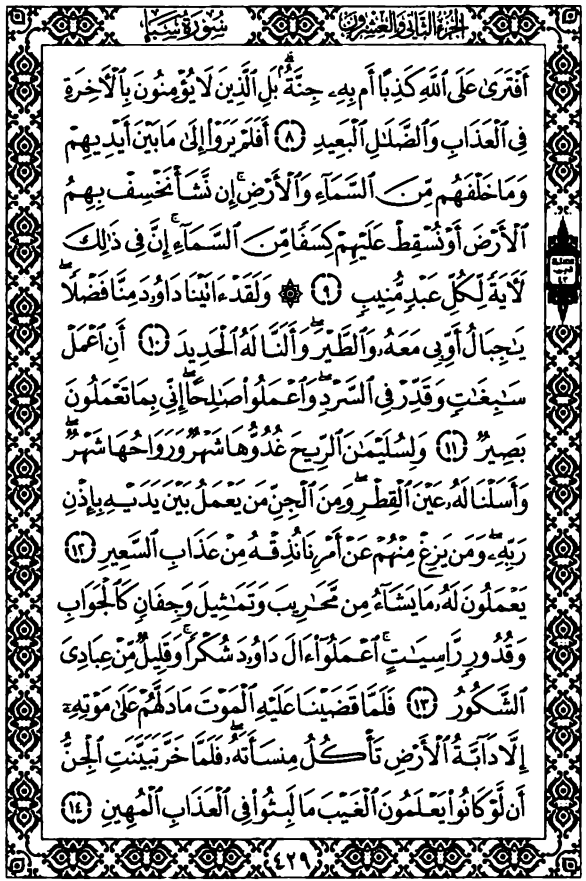 الجزء الثاني والعشرون
سورة سبأ
أَفْتَرَىٰ عَلَى ٱللَّهِ كَذِبًا أَم بِهِۦ جِنَّةٌۢ ۗ بَلِ ٱلَّذِينَ لَا يُؤْمِنُونَ بِٱلْأَخِرَةِ
فِى ٱلْعَذَابِ وَٱلضَّلَٰلِ ٱلْبَعِيدِ ٨ أَفَلَمْ يَرَوْا۟ إِلَىٰ مَا بَيْنَ أَيْدِيهِمْ
وَمَا خَلْفَهُم مِّنَ ٱلسَّمَآءِ وَٱلْأَرْضِ ۚ إِن نَّشَأْ نَخْسِفْ بِهِمُ
ٱلْأَرْضَ أَوْ نُسْقِطْ عَلَيْهِمْ كِسَفًا مِّنَ ٱلسَّمَآءِ ۚ إِنَّ فِى ذَٰلِكَ
لَءَايَةً لِّكُلِّ عَبْدٍ مُّنِيبٍ ٩ ۞ وَلَقَدْ ءَاتَيْنَا دَاوُۥدَ مِنَّا فَضْلًا ۖ
يَٰجِبَالُ أَوِّبِى مَعَهُۥ وَٱلطَّيْرَ ۖ وَأَلَنَّا لَهُ ٱلْحَدِيدَ ١٠ أَنِ ٱعْمَلْ
سَٰبِغَٰتٍ وَقَدِّرْ فِى ٱلسَّرْدِ ۖ وَٱعْمَلُوا۟ صَٰلِحًا ۖ إِنِّى بِمَا تَعْمَلُونَ
بَصِيرٌ ١١ وَلِسُلَيْمَٰنَ ٱلرِّيحَ غُدُوُّهَا شَهْرٌ وَرَوَاحُهَا شَهْرٌ ۖ
وَأَسَلْنَا لَهُۥ عَيْنَ ٱلْقِطْرِ ۖ وَمِنَ ٱلْجِنِّ مَن يَعْمَلُ بَيْنَ يَدَيْهِ بِإِذْنِ
رَبِّهِۦ ۖ وَمَن يَزِغْ مِنْهُمْ عَنْ أَمْرِنَا نُذِقْهُ مِنْ عَذَابِ ٱلسَّعِيرِ ١٢
يَعْمَلُونَ لَهُۥ مَا يَشَآءُ مِن مَّحَٰرِيبَ وَتَمَٰثِيلَ وَجِفَانٍ كَٱلْجَوَابِ
وَقُدُورٍ رَّاسِيَٰتٍ ۚ ٱعْمَلُوٓا۟ ءَالَ دَاوُۥدَ شُكْرًا ۚ وَقَلِيلٌ مِّنْ عِبَادِىَ
ٱلشَّكُورُ ١٣ فَلَمَّا قَضَيْنَا عَلَيْهِ ٱلْمَوْتَ مَا دَلَّهُمْ عَلَىٰ مَوْتِهِۦٓ
إِلَّا دَآبَّةُ ٱلْأَرْضِ تَأْكُلُ مِنسَأَتَهُۥ ۖ فَلَمَّا خَرَّ تَبَيَّنَتِ ٱلْجِنُّ
أَن لَّوْ كَانُوا۟ يَعْلَمُونَ ٱلْغَيْبَ مَا لَبِثُوا۟ فِى ٱلْعَذَابِ ٱلْمُهِينِ ١٤
٤٢٩